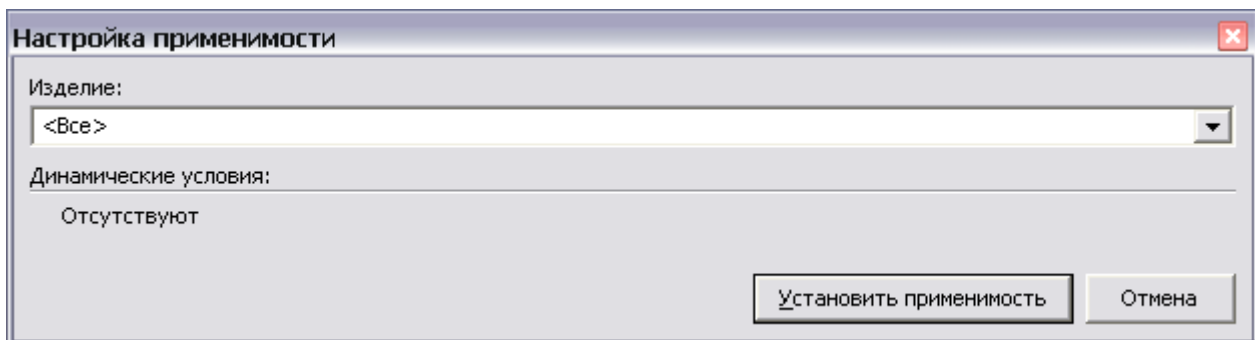 Настройка применимости
Изделие:
<Все>
Динамические условия:
Отсутствуют
Установить применимость Отмена